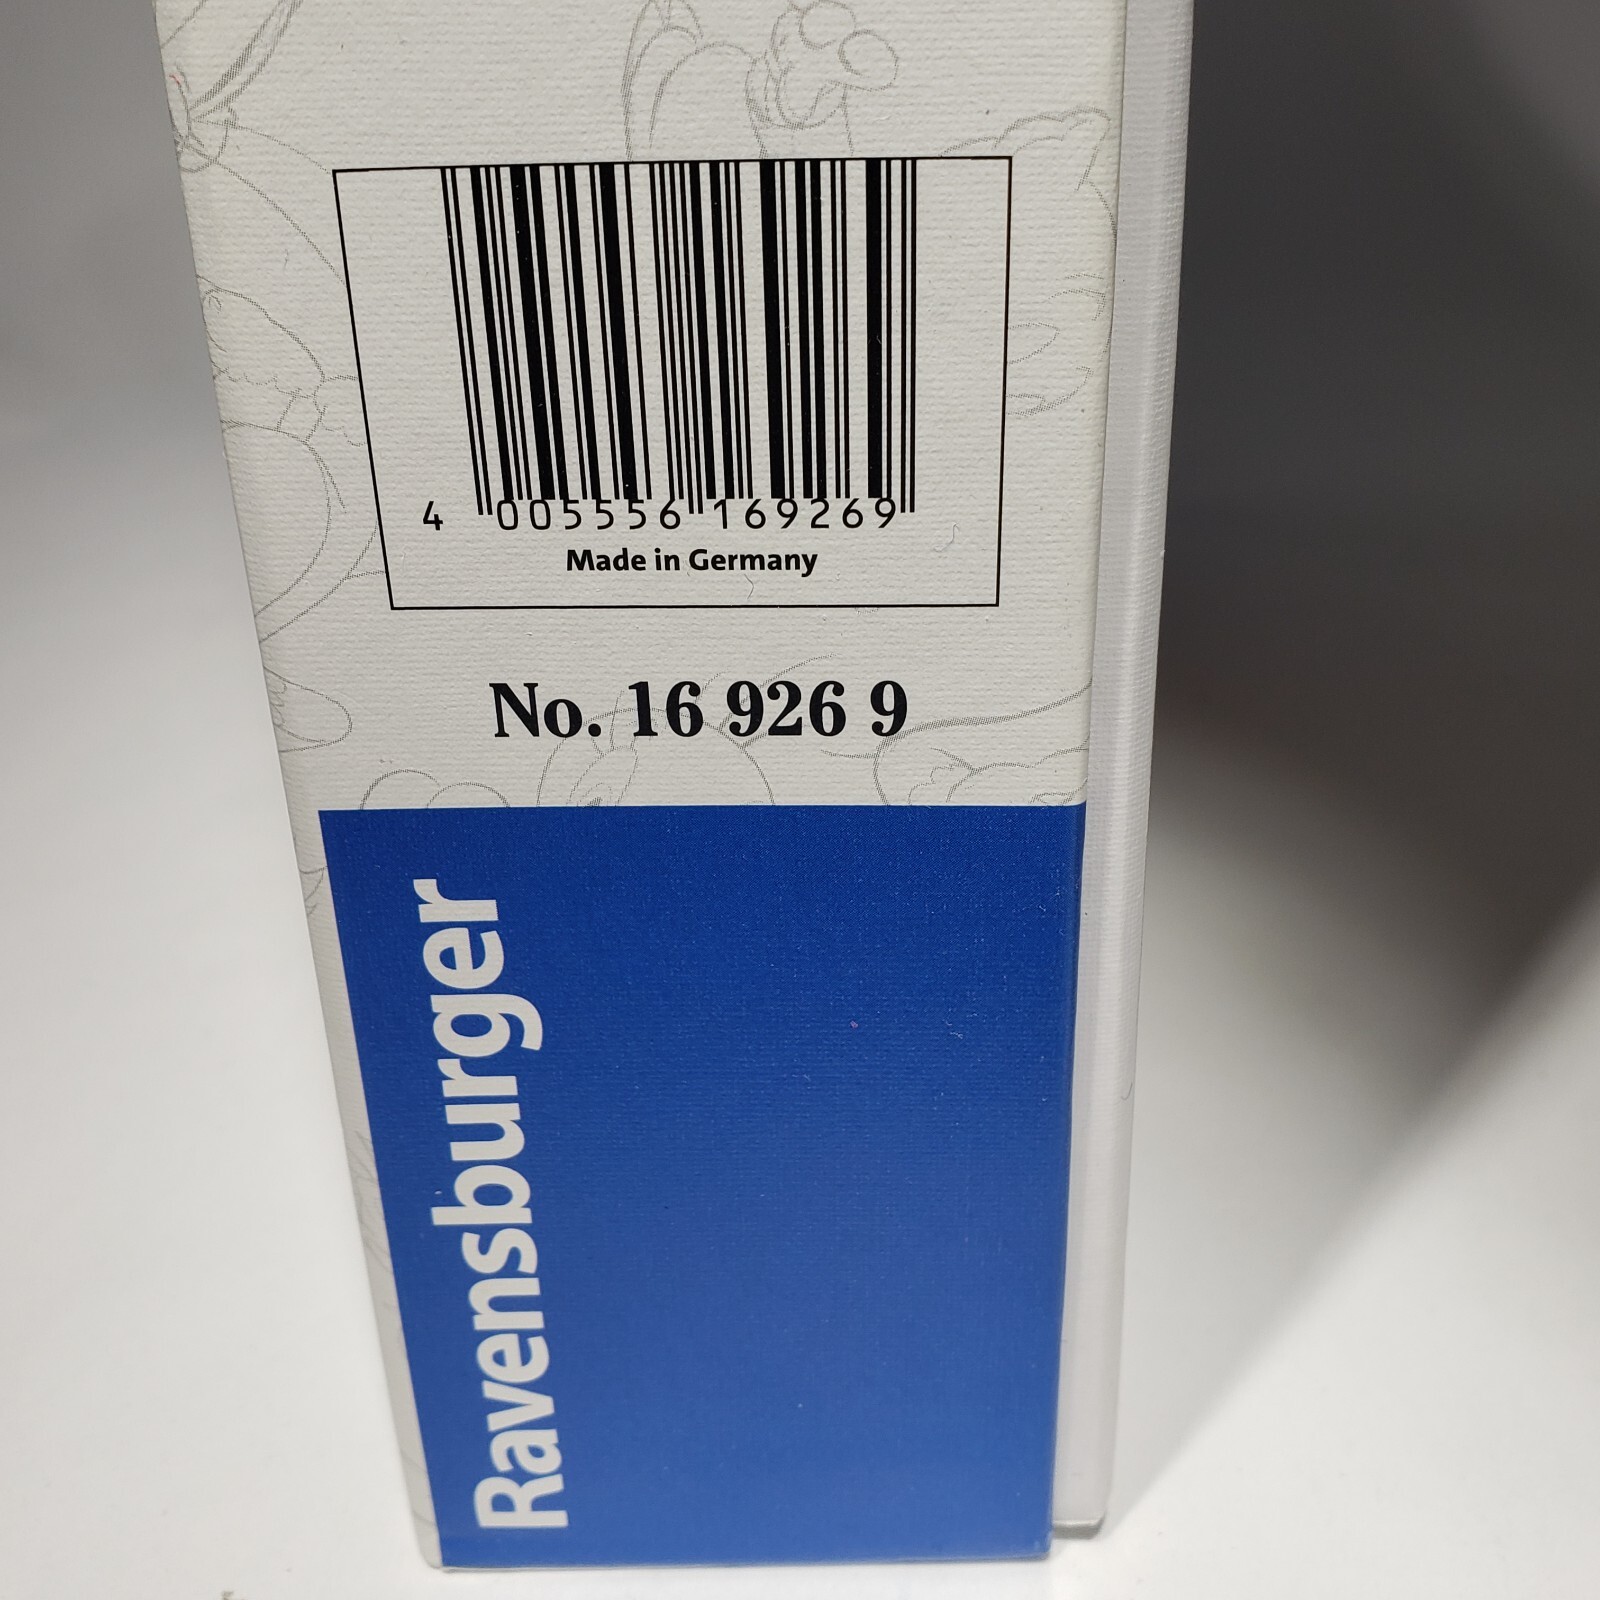 4 005556 169269
Made in Germany
No. 16 926 9
Ravensburger